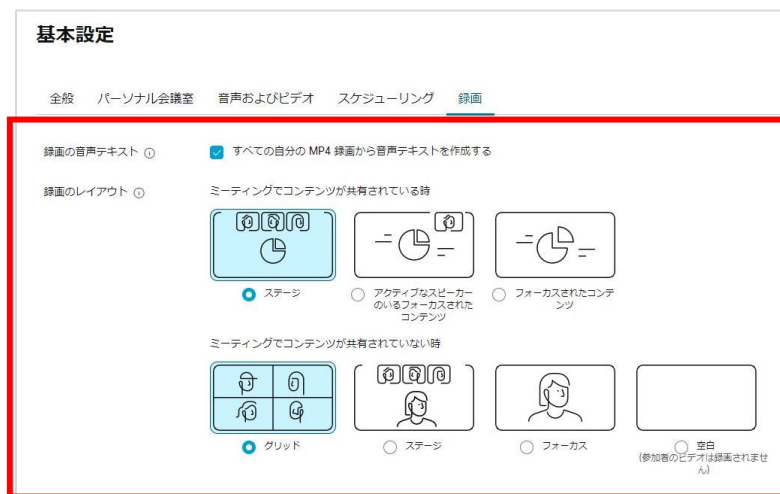 基本設定
全般 パーソナル会議室 音声およびビデオ スケジューリング 録画
録画の音声テキスト すべての自分の MP4 録画から音声テキストを作成する
録画のレイアウト ミーティングでコンテンツが共有されている時
ステージ アクティブなスピーカー フォーカスされたコンテ
のいるフォーカスされた ンツ
コンテンツ
ミーティングでコンテンツが共有されていない時
グリッド ステージ フォーカス 空白
(参加者のビデオは録画されませ
ん)